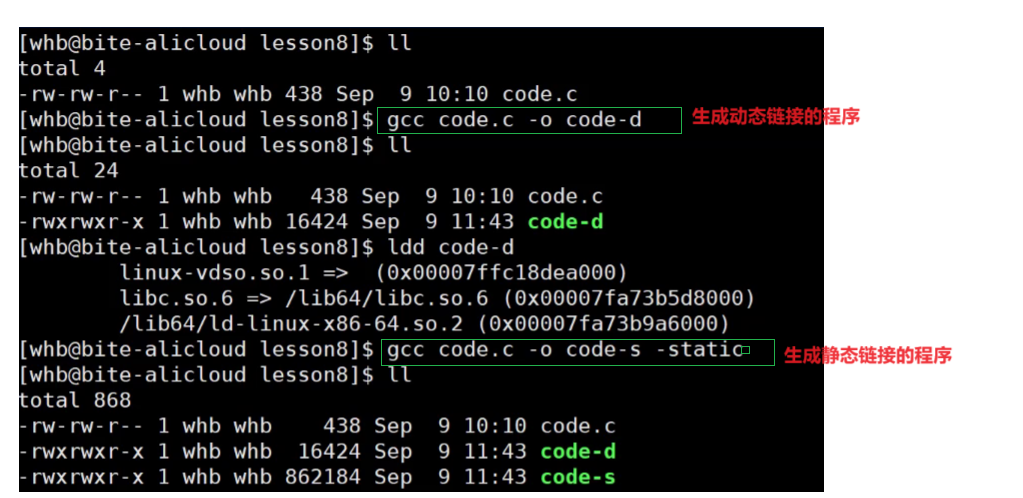 [whb@bite-alicloud lesson8]$ ll
total 4
-rw-rw-r-- 1 whb whb 438 Sep  9 10:10 code.c
[whb@bite-alicloud lesson8]$ gcc code.c -o code-d 生成动态链接的程序
[whb@bite-alicloud lesson8]$ ll
total 24
-rw-rw-r-- 1 whb whb   438 Sep  9 10:10 code.c
-rwxrwxr-x 1 whb whb 16424 Sep  9 11:43 code-d
[whb@bite-alicloud lesson8]$ ldd code-d
        linux-vdso.so.1 =>  (0x00007ffc18dea000)
        libc.so.6 => /lib64/libc.so.6 (0x00007fa73b5d8000)
        /lib64/ld-linux-x86-64.so.2 (0x00007fa73b9a6000)
[whb@bite-alicloud lesson8]$ gcc code.c -o code-s -static 生成静态链接的程序
[whb@bite-alicloud lesson8]$ ll
total 868
-rw-rw-r-- 1 whb whb    438 Sep  9 10:10 code.c
-rwxrwxr-x 1 whb whb  16424 Sep  9 11:43 code-d
-rwxrwxr-x 1 whb whb 862184 Sep  9 11:43 code-s